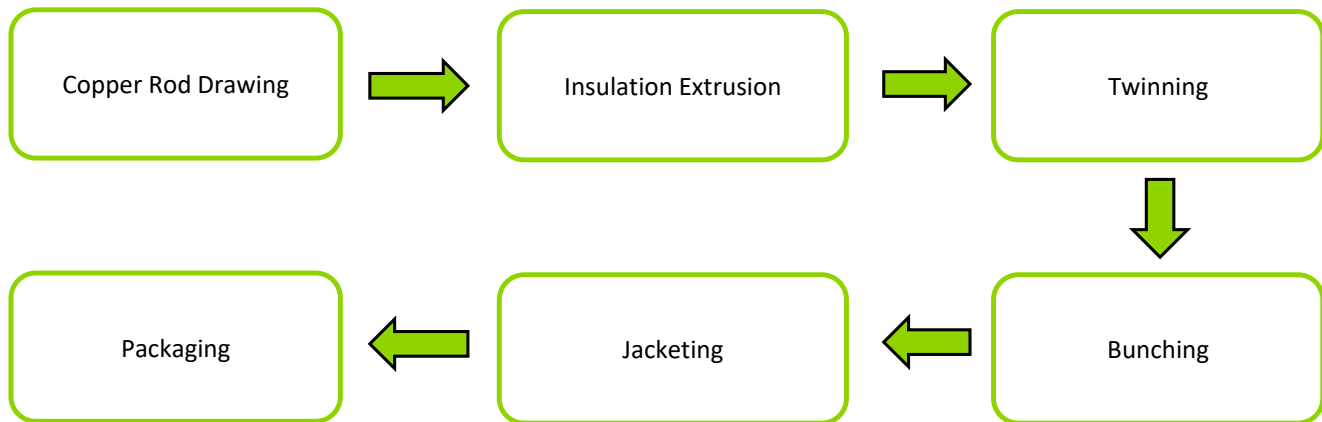 Copper Rod Drawing
Insulation Extrusion
Twinning
Bunching
Jacketing
Packaging